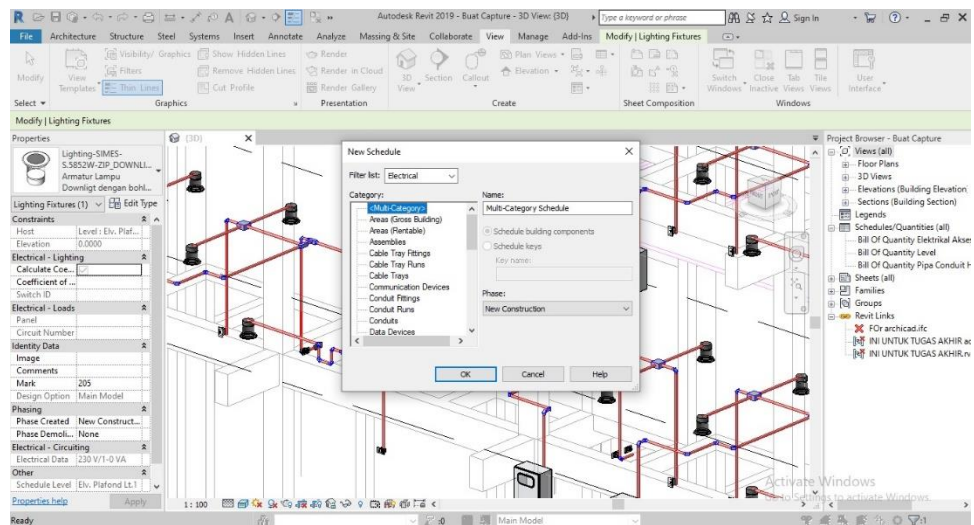 Autodesk Revit 2019 - Buat Capture - 3D View: {3D}
Type a keyword or phrase
Sign In
File Architecture Structure Steel Systems Insert Annotate Analyze Massing & Site Collaborate View Manage Add-Ins Modify | Lighting Fixtures
Modify
View Templates
Visibility/ Graphics
Filters
Thin Lines
Show Hidden Lines
Remove Hidden Lines
Cut Profile
Render
Render in Cloud
Render Gallery
3D View
Section
Callout
Plan Views
Elevation
Switch Windows
Close Inactive
Tab Views
Tile Views
User Interface
Select Graphics Presentation Create Sheet Composition Windows
Modify | Lighting Fixtures
Properties
Lighting-SIMES-
S.5852W-ZIP_DOWNLI...
Armatur Lampu
Downligt dengan bohl...
Lighting Fixtures (1) Edit Type
Constraints
Host Level : Elv. Plaf...
Elevation 0.0000
Electrical - Lighting
Calculate Coe...
Coefficient of ...
Switch ID
Electrical - Loads
Panel
Circuit Number
Identity Data
Image
Comments
Mark 205
Design Option Main Model
Phasing
Phase Created New Construct...
Phase Demoli... None
Electrical - Circuiting
Electrical Data 230 V/1-0 VA
Other
Schedule Level Elv. Plafond Lt.1
Properties help Apply
{3D}
New Schedule
Filter list: Electrical
Category:
<Multi-Category>
Areas (Gross Building)
Areas (Rentable)
Assemblies
Cable Tray Fittings
Cable Tray Runs
Cable Trays
Communication Devices
Conduit Fittings
Conduit Runs
Conduits
Data Devices
Name:
Multi-Category Schedule
Schedule building components
Schedule keys
Key name:
Phase:
New Construction
OK Cancel Help
Project Browser - Buat Capture
Views (all)
Floor Plans
3D Views
Elevations (Building Elevation)
Sections (Building Section)
Legends
Schedules/Quantities (all)
Bill Of Quantity Elektrikal Akse
Bill Of Quantity Level
Bill Of Quantity Pipa Conduit H
Sheets (all)
Families
Groups
Revit Links
FOr archicad.ifc
INI UNTUK TUGAS AKHIR ac
INI UNTUK TUGAS AKHIR.rv
Activate Windows
Go to Settings to activate Windows.
1 : 100
Ready
:0
Main Model
:1